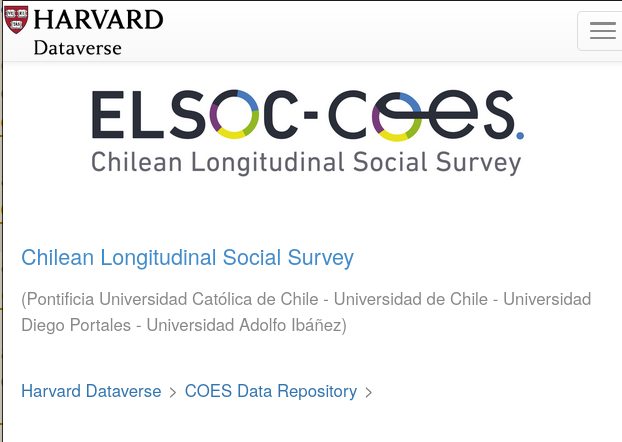 HARVARD
Dataverse
ELSOC-COES.
Chilean Longitudinal Social Survey
Chilean Longitudinal Social Survey
(Pontificia Universidad Católica de Chile - Universidad de Chile - Universidad
Diego Portales - Universidad Adolfo Ibáñez)
Harvard Dataverse > COES Data Repository >